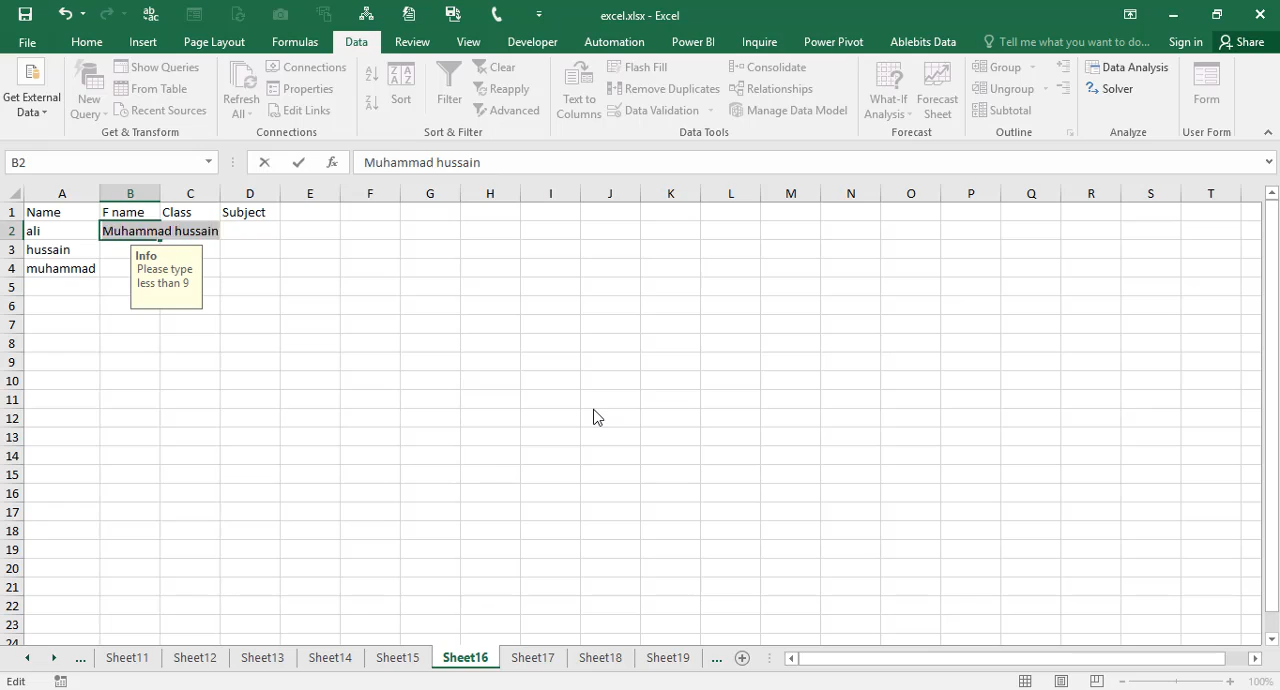 excel.xlsx - Excel
File Home Insert Page Layout Formulas Data Review View Developer Automation Power BI Inquire Power Pivot Ablebits Data Tell me what you want to do... Sign in Share
Get External Data
New Query
Show Queries
From Table
Recent Sources
Get & Transform
Refresh All
Connections
Properties
Edit Links
Connections
Sort
Filter
Clear
Reapply
Advanced
Sort & Filter
Text to Columns
Flash Fill
Remove Duplicates
Data Validation
Consolidate
Relationships
Manage Data Model
Data Tools
What-If Analysis
Forecast Sheet
Forecast
Group
Ungroup
Subtotal
Outline
Data Analysis
Solver
Analyze
Form
User Form
B2 fx Muhammad hussain
A B C D E F G H I J K L M N O P Q R S T
1 Name F name Class Subject
2 ali Muhammad hussain
3 hussain
4 muhammad
Info
Please type
less than 9
5
6
7
8
9
10
11
12
13
14
15
16
17
18
19
20
21
22
23
24
... Sheet11 Sheet12 Sheet13 Sheet14 Sheet15 Sheet16 Sheet17 Sheet18 Sheet19 ...
Edit 100%